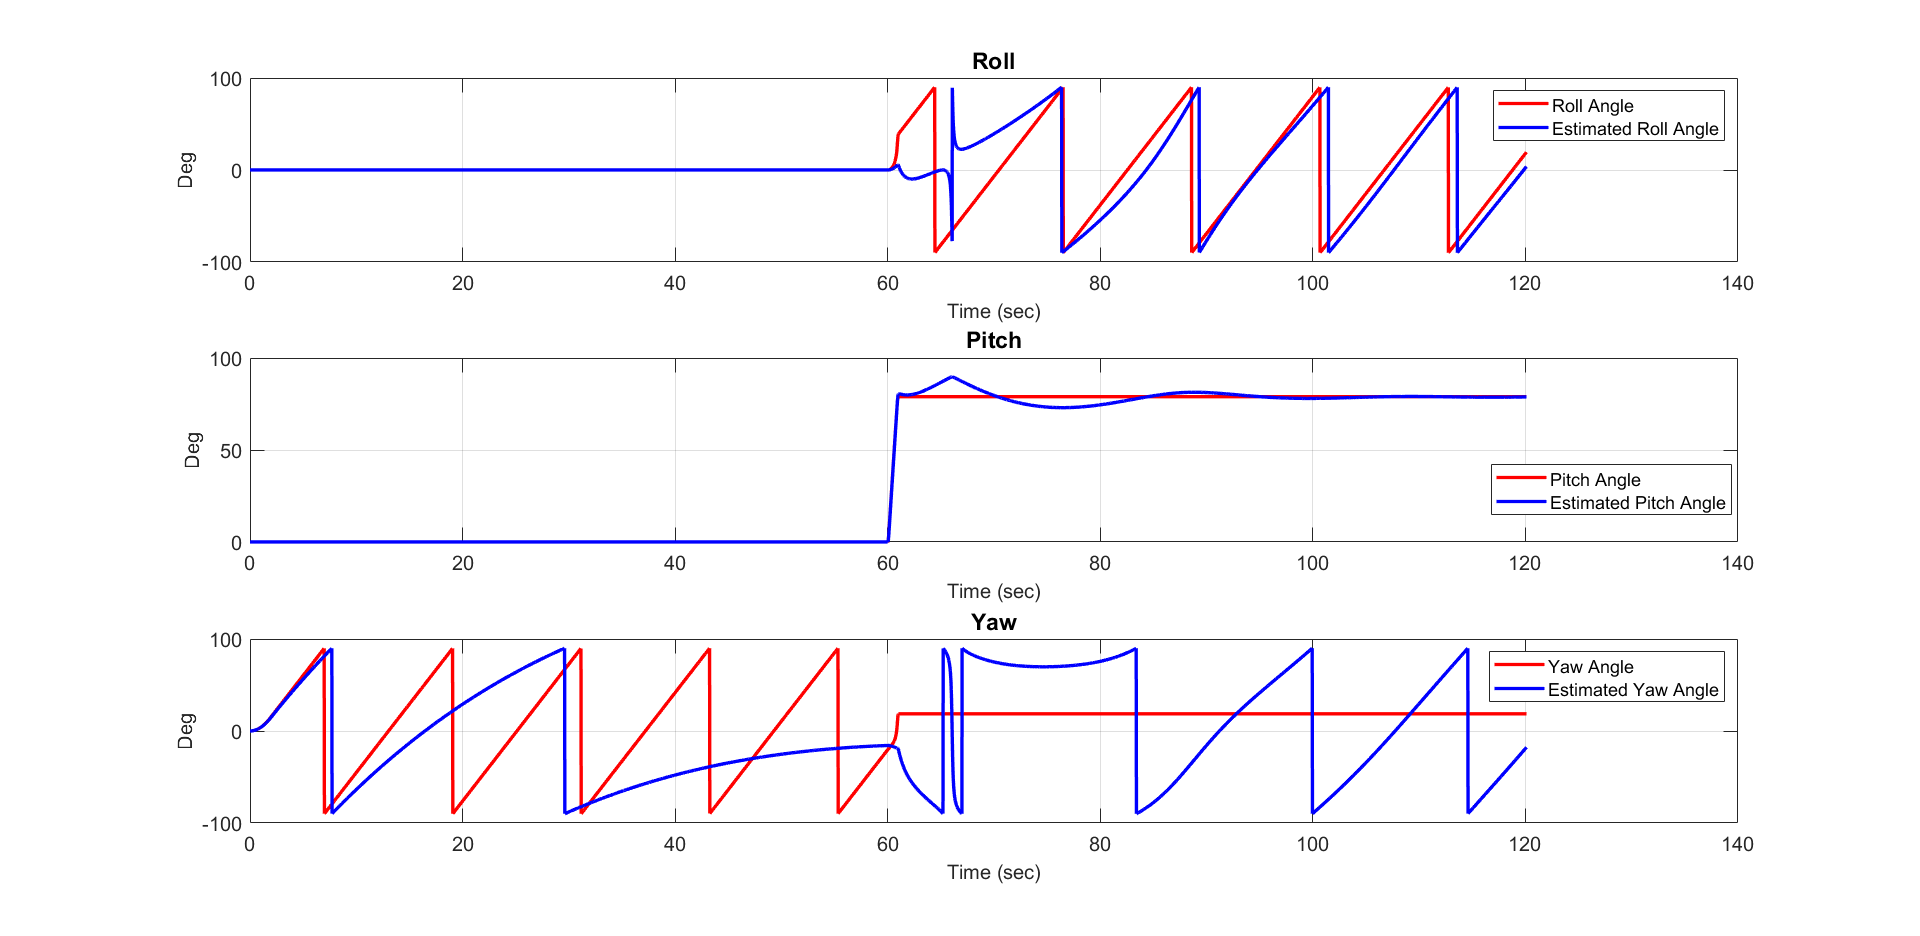 Roll
100
0
-100
Deg
0 20 40 60 80 100 120 140
Time (sec)
Roll Angle
Estimated Roll Angle
Pitch
100
50
0
Deg
0 20 40 60 80 100 120 140
Time (sec)
Pitch Angle
Estimated Pitch Angle
Yaw
100
0
-100
Deg
0 20 40 60 80 100 120 140
Time (sec)
Yaw Angle
Estimated Yaw Angle